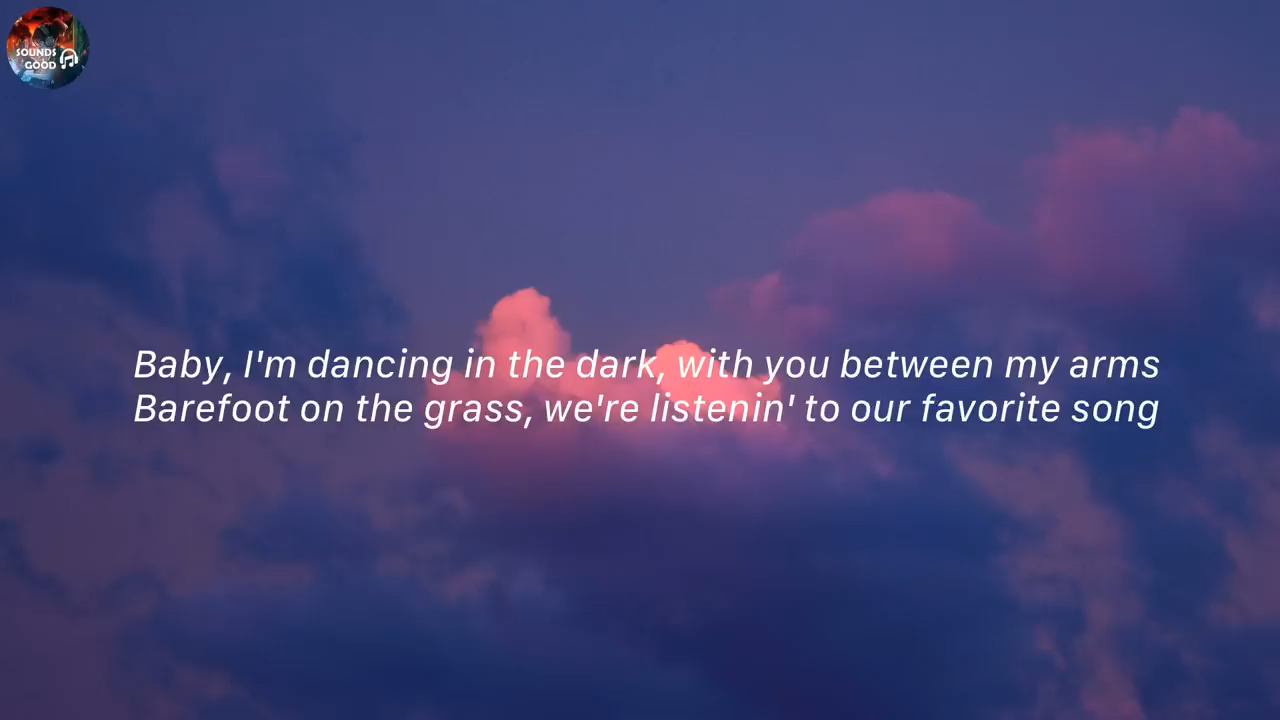 SOUNDS
GOOD
Baby, I'm dancing in the dark, with you between my arms
Barefoot on the grass, we're listenin' to our favorite song